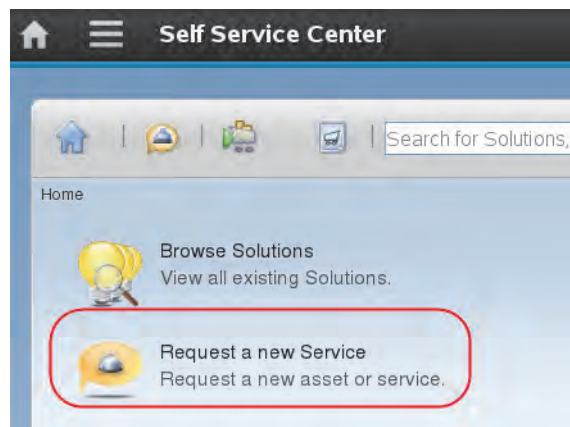 Self Service Center
Search for Solutions,
Home
Browse Solutions
View all existing Solutions.
Request a new Service
Request a new asset or service.